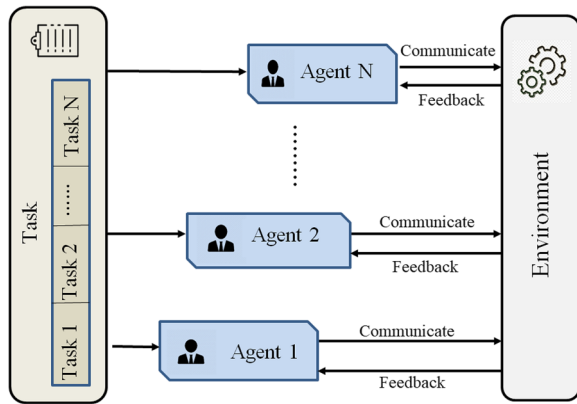 Task
Task N
......
Task 2
Task 1
Agent N
Communicate
Feedback
Agent 2
Communicate
Feedback
Agent 1
Communicate
Feedback
Environment